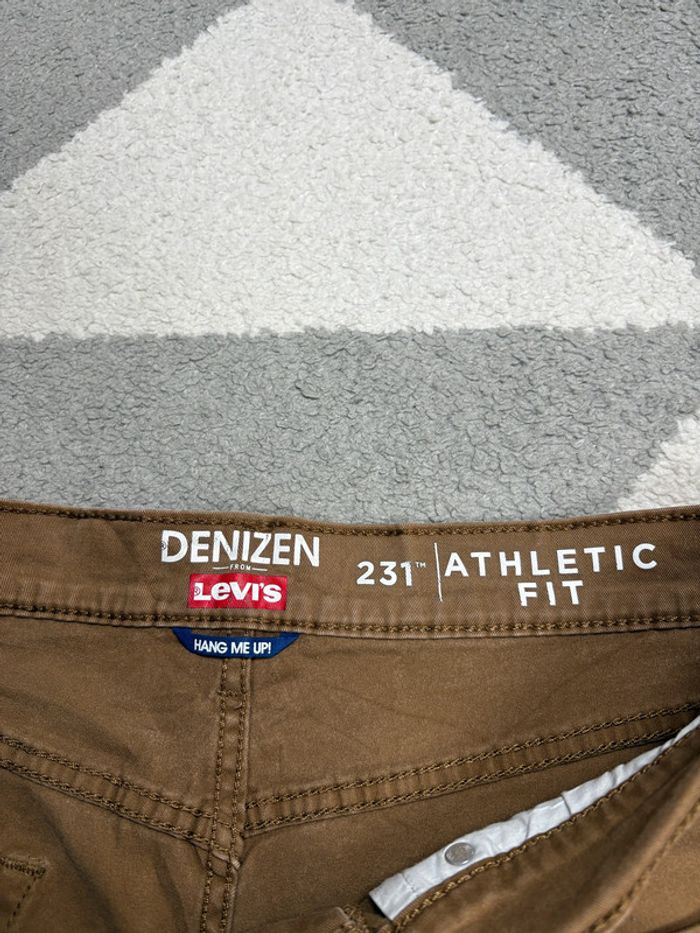 DENIZEN
FROM
Levi's
231™
ATHLETIC
FIT
HANG ME UP!